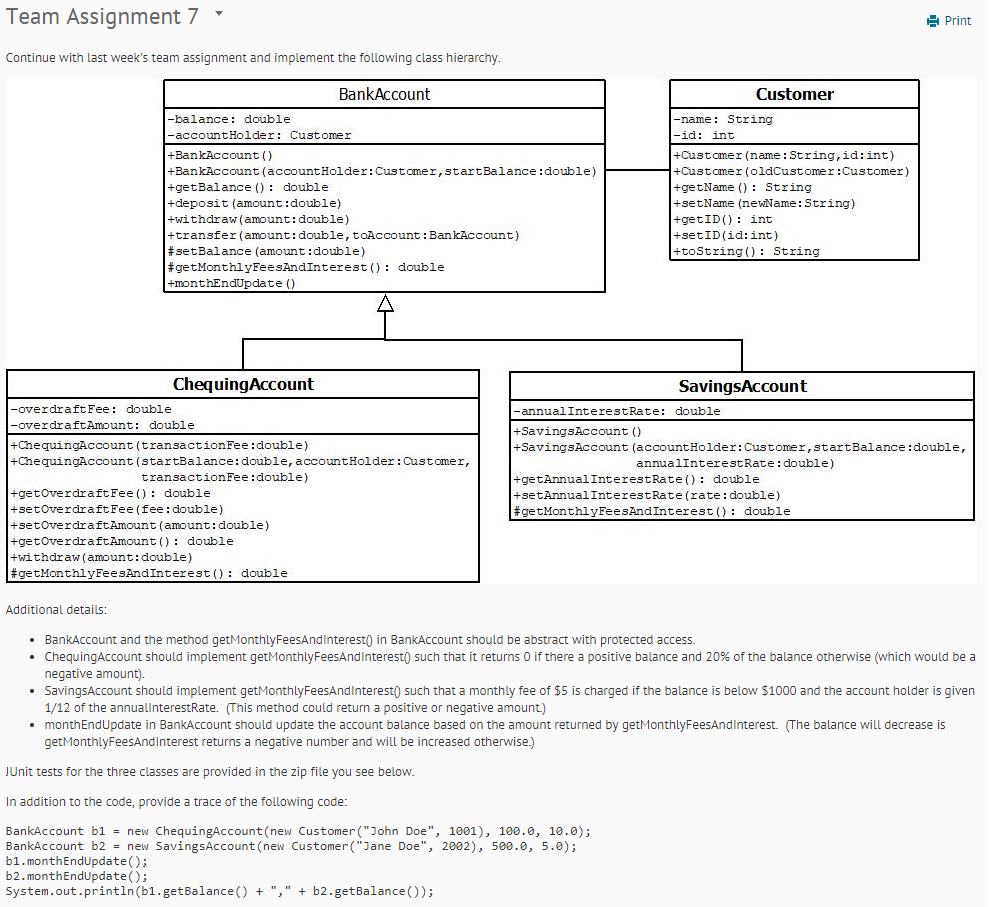 Team Assignment 7
Print
Continue with last week's team assignment and implement the following class hierarchy.
BankAccount
-balance: double
-accountHolder: Customer
+BankAccount()
+BankAccount(accountHolder:Customer,startBalance:double)
+getBalance(): double
+deposit(amount:double)
+withdraw(amount:double)
+transfer(amount:double,toAccount:BankAccount)
#setBalance(amount:double)
#getMonthlyFeesAndInterest(): double
+monthEndUpdate()
Customer
-name: String
-id: int
+Customer(name:String,id:int)
+Customer(oldCustomer:Customer)
+getName(): String
+setName(newName:String)
+getID(): int
+setID(id:int)
+toString(): String
ChequingAccount
-overdraftFee: double
-overdraftAmount: double
+ChequingAccount(transactionFee:double)
+ChequingAccount(startBalance:double,accountHolder:Customer,
transactionFee:double)
+getOverdraftFee(): double
+setOverdraftFee(fee:double)
+setOverdraftAmount(amount:double)
+getOverdraftAmount(): double
+withdraw(amount:double)
#getMonthlyFeesAndInterest(): double
SavingsAccount
-annualInterestRate: double
+SavingsAccount()
+SavingsAccount(accountHolder:Customer,startBalance:double,
annualInterestRate:double)
+getAnnualInterestRate(): double
+setAnnualInterestRate(rate:double)
#getMonthlyFeesAndInterest(): double
Additional details:
• BankAccount and the method getMonthlyFeesAndInterest() in BankAccount should be abstract with protected access.
• ChequingAccount should implement getMonthlyFeesAndInterest() such that it returns 0 if there a positive balance and 20% of the balance otherwise (which would be a
negative amount).
• SavingsAccount should implement getMonthlyFeesAndInterest() such that a monthly fee of $5 is charged if the balance is below $1000 and the account holder is given
1/12 of the annualInterestRate. (This method could return a positive or negative amount.)
• monthEndUpdate in BankAccount should update the account balance based on the amount returned by getMonthlyFeesAndInterest. (The balance will decrease is
getMonthlyFeesAndInterest returns a negative number and will be increased otherwise.)
JUnit tests for the three classes are provided in the zip file you see below.
In addition to the code, provide a trace of the following code:
BankAccount b1 = new ChequingAccount(new Customer("John Doe", 1001), 100.0, 10.0);
BankAccount b2 = new SavingsAccount(new Customer("Jane Doe", 2002), 500.0, 5.0);
b1.monthEndUpdate();
b2.monthEndUpdate();
System.out.println(b1.getBalance() + "," + b2.getBalance());